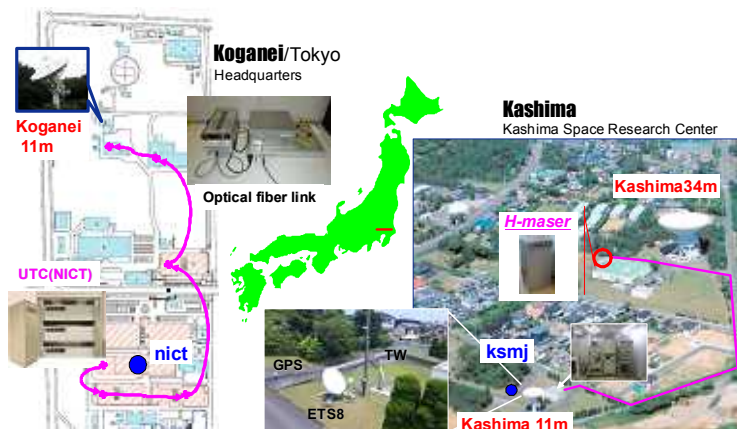 Koganei/Tokyo
Headquarters
Koganei
11m
Optical fiber link
UTC(NICT)
nict
Kashima
Kashima Space Research Center
Kashima34m
H-maser
GPS
TW
ETS8
ksmj
Kashima 11m